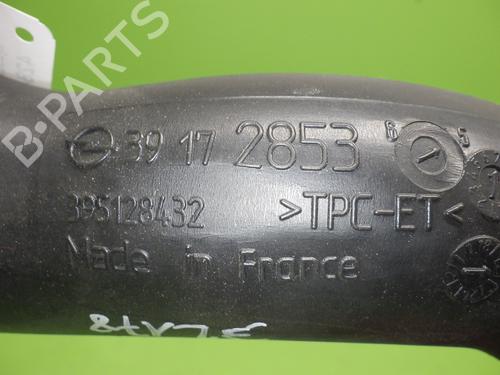 B-PARTS
39 17 2853
395128432 >TPC-ET<
Made in France